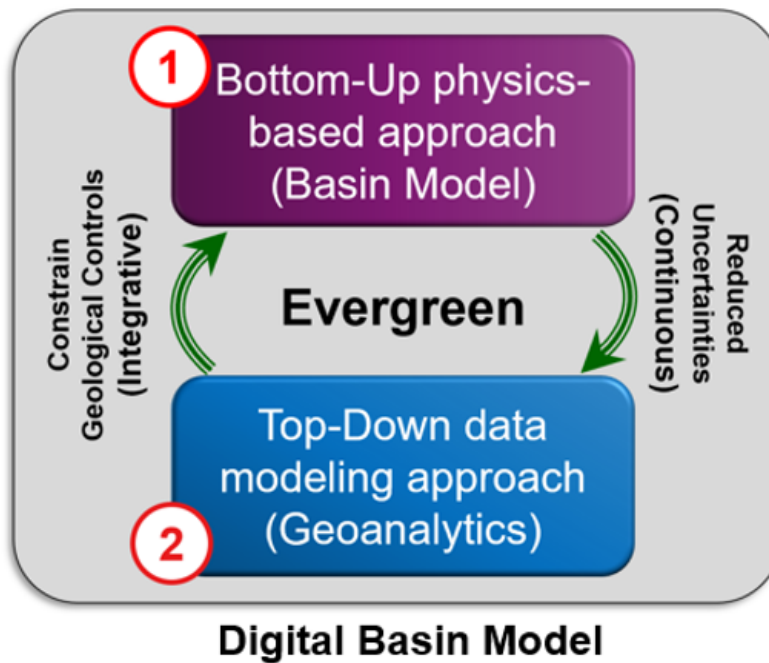 1
Bottom-Up physics-
based approach
(Basin Model)
Constrain
Geological Controls
(Integrative)
Evergreen
Reduced
Uncertainties
(Continuous)
Top-Down data
modeling approach
(Geoanalytics)
2
Digital Basin Model